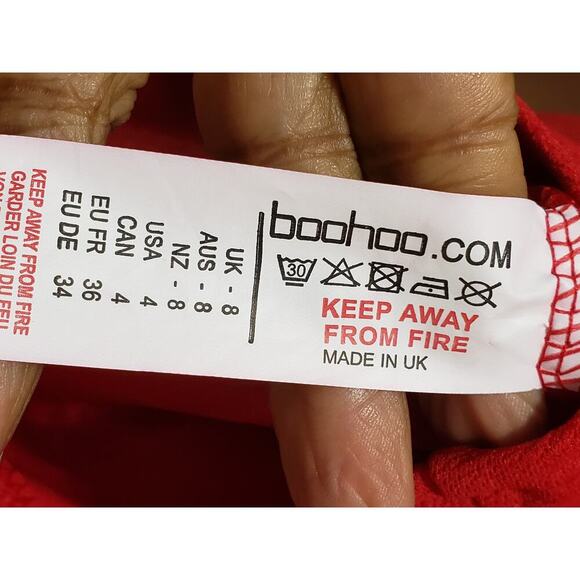 boohoo.COM
30
KEEP AWAY
FROM FIRE
MADE IN UK
UK - 8
AUS - 8
NZ - 8
USA 4
CAN 4
EU FR 36
EU DE 34
KEEP AWAY FROM FIRE
GARDER LOIN DU FEU